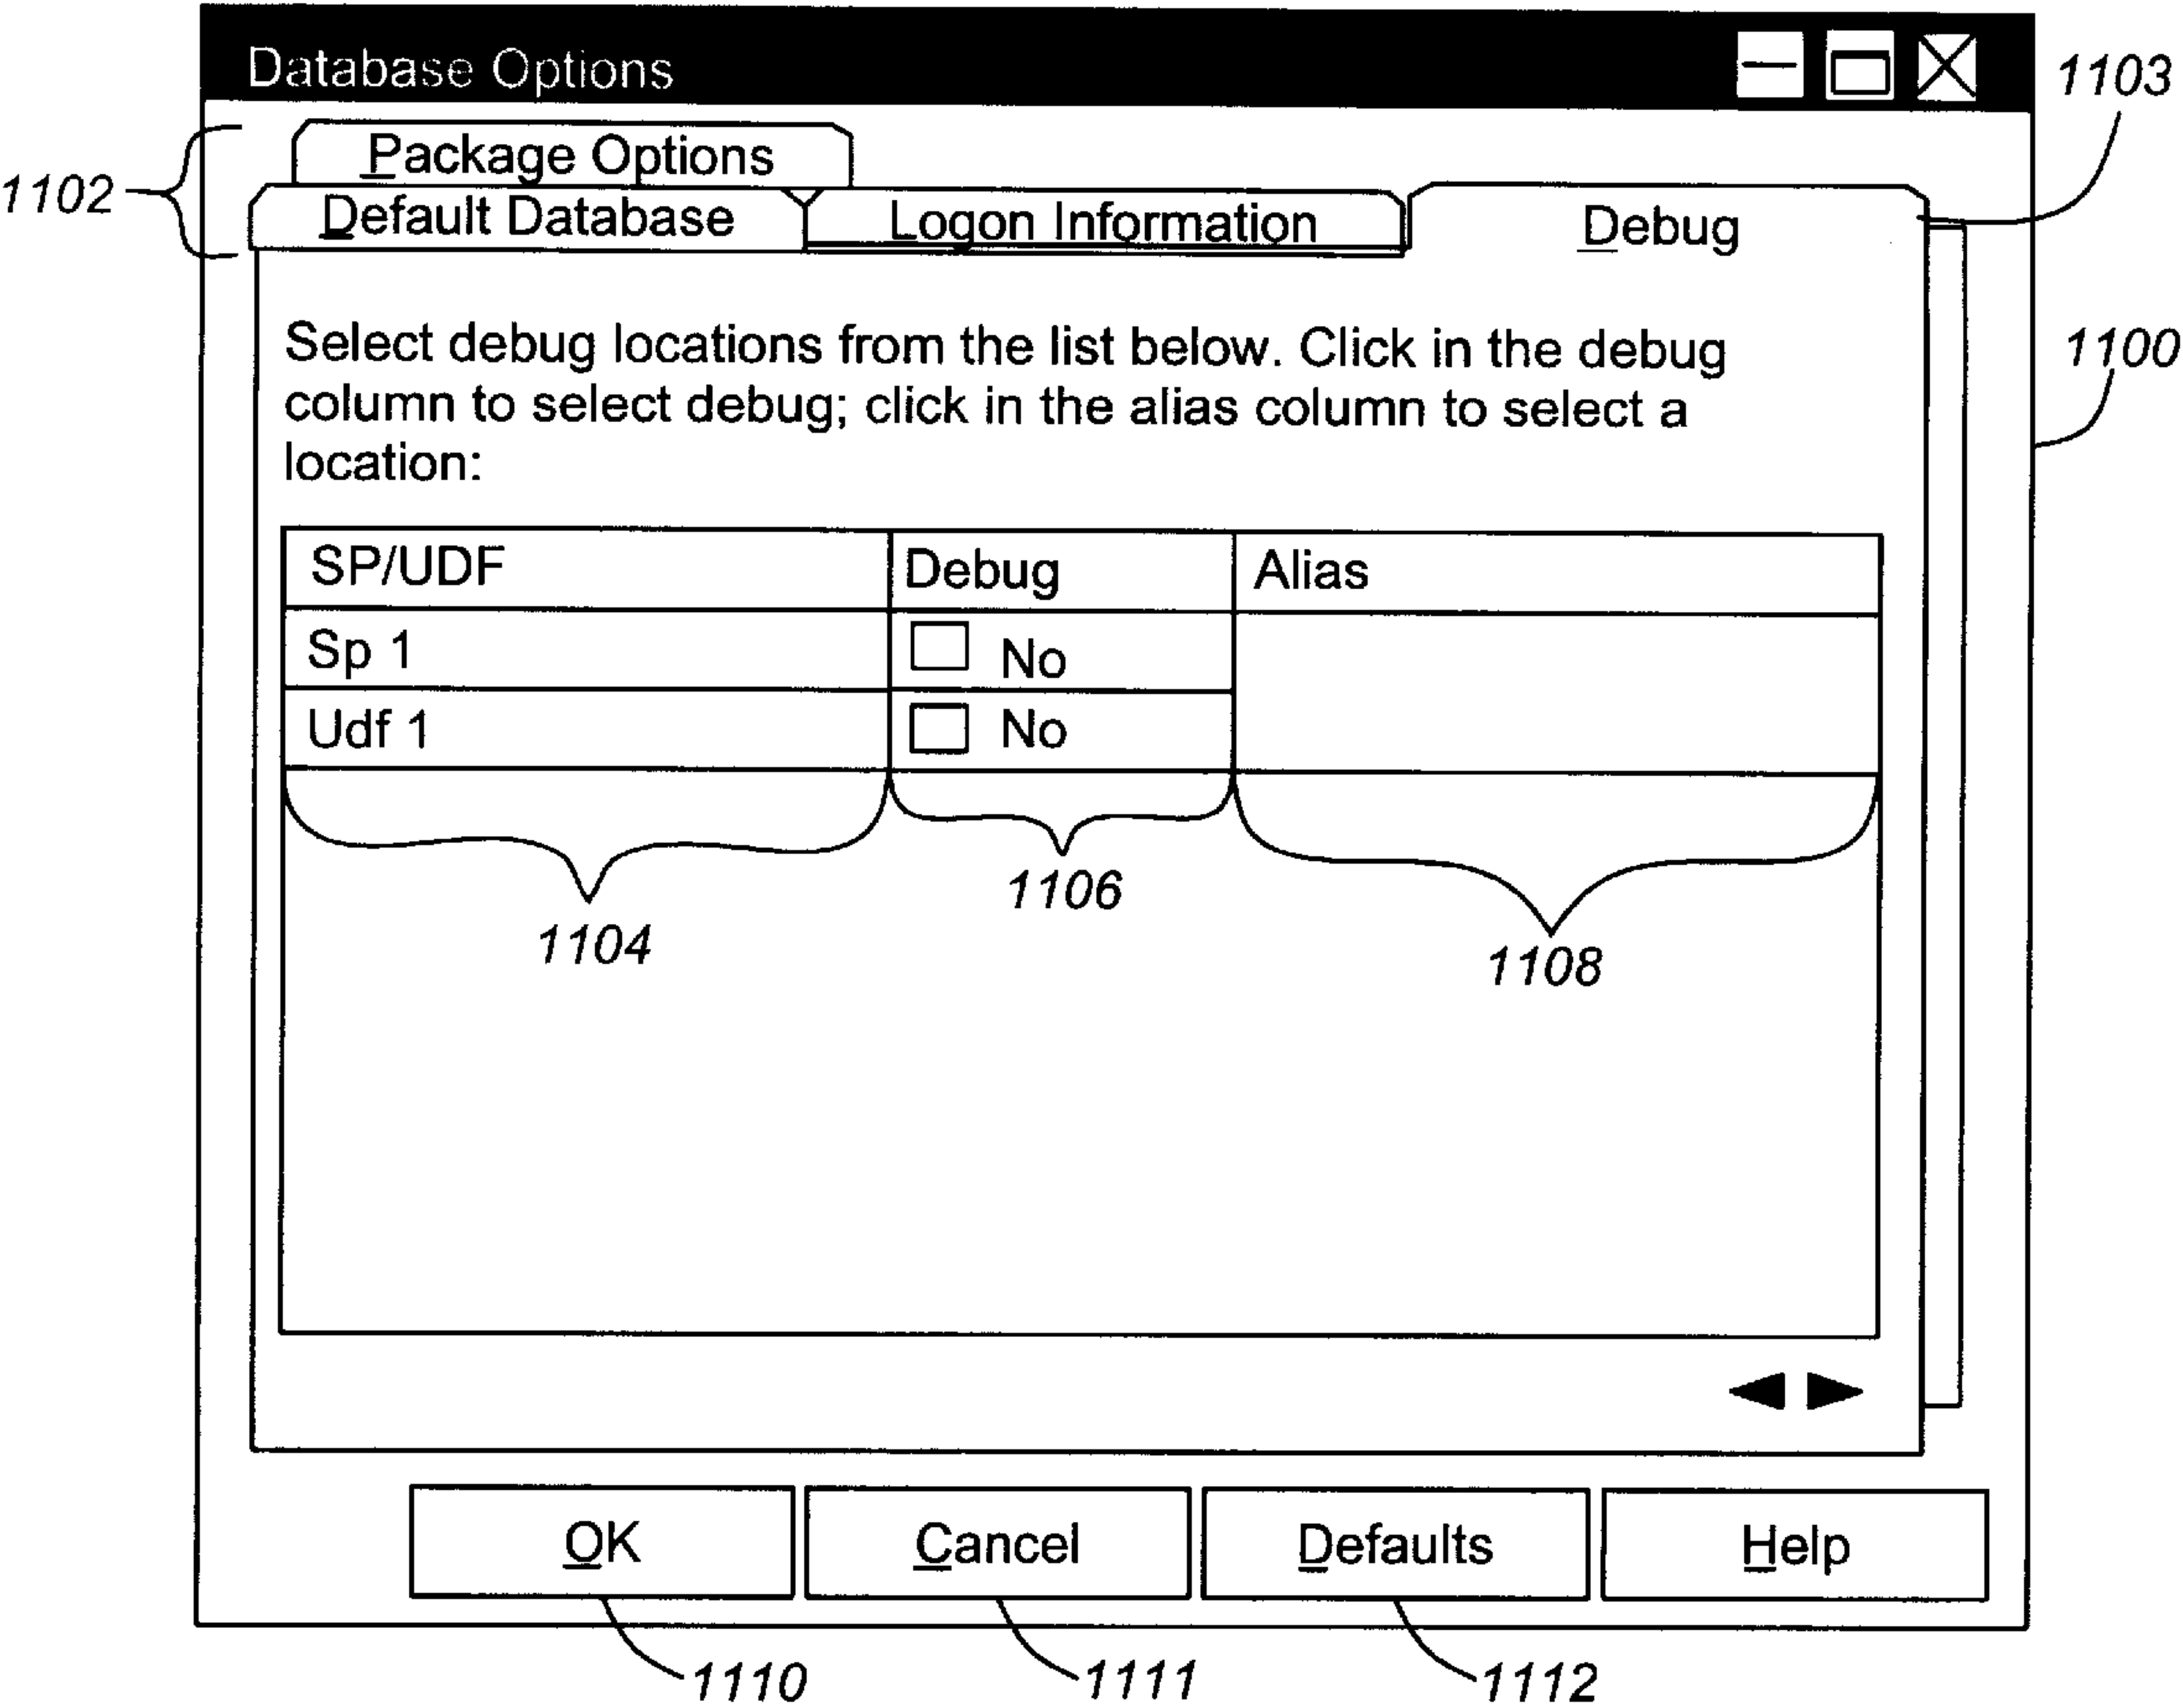 Database Options
1103
Package Options
1102
Default Database
Logon Information
Debug
Select debug locations from the list below. Click in the debug
column to select debug; click in the alias column to select a
location:
1100
SP/UDF
Debug
Alias
Sp 1
No
Udf 1
No
1104
1106
1108
OK
Cancel
Defaults
Help
1110
1111
1112